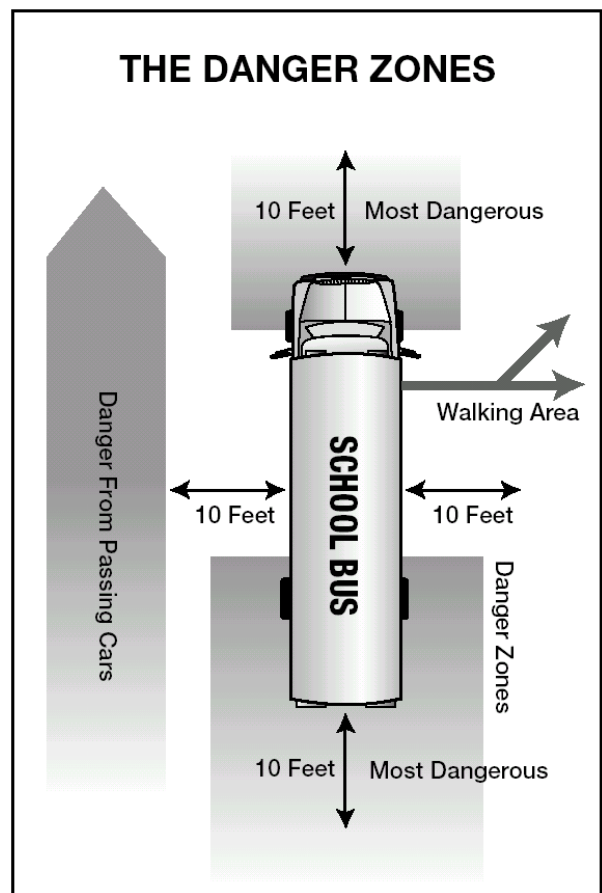 THE DANGER ZONES
10 Feet
Most Dangerous
Walking Area
Danger From Passing Cars
SCHOOL BUS
10 Feet
10 Feet
Danger Zones
10 Feet
Most Dangerous